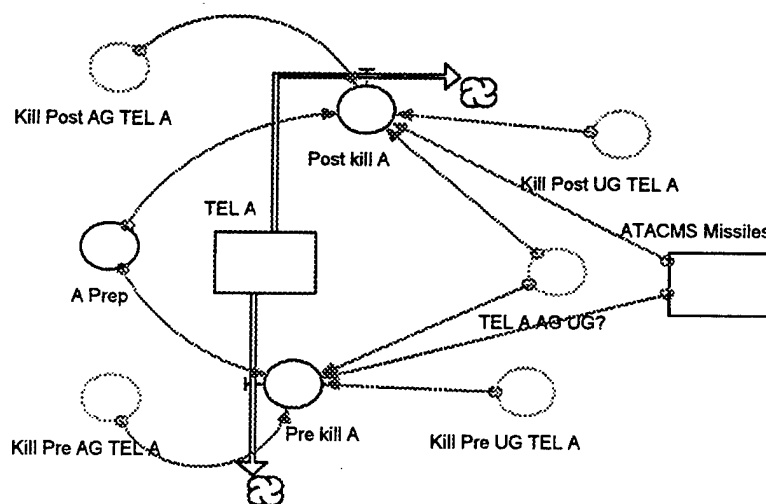 Kill Post AG TEL A
Post kill A
Kill Post UG TEL A
TEL A
ATACMS Missiles
A Prep
TEL A AG UG?
Kill Pre AG TEL A
Pre kill A
Kill Pre UG TEL A